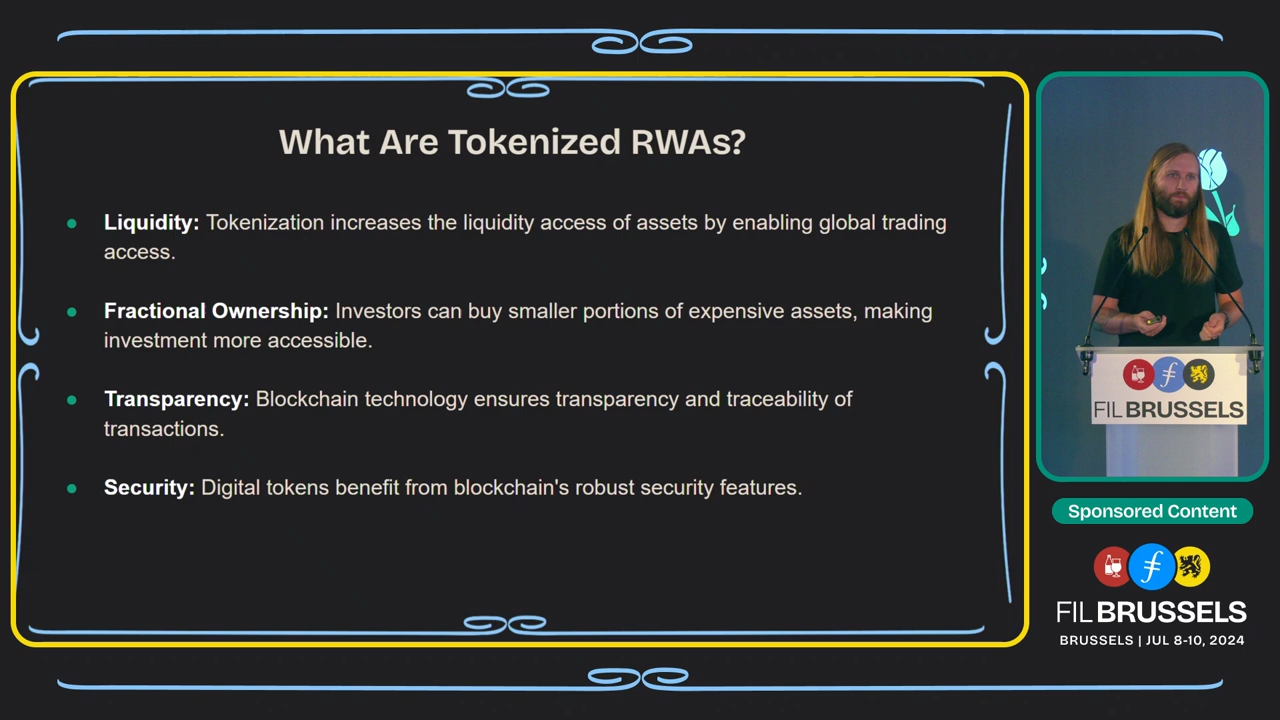 What Are Tokenized RWAs?
Liquidity: Tokenization increases the liquidity access of assets by enabling global trading
access.
Fractional Ownership: Investors can buy smaller portions of expensive assets, making
investment more accessible.
Transparency: Blockchain technology ensures transparency and traceability of
transactions.
Security: Digital tokens benefit from blockchain's robust security features.
FIL BRUSSELS
Sponsored Content
FIL BRUSSELS
BRUSSELS | JUL 8-10, 2024